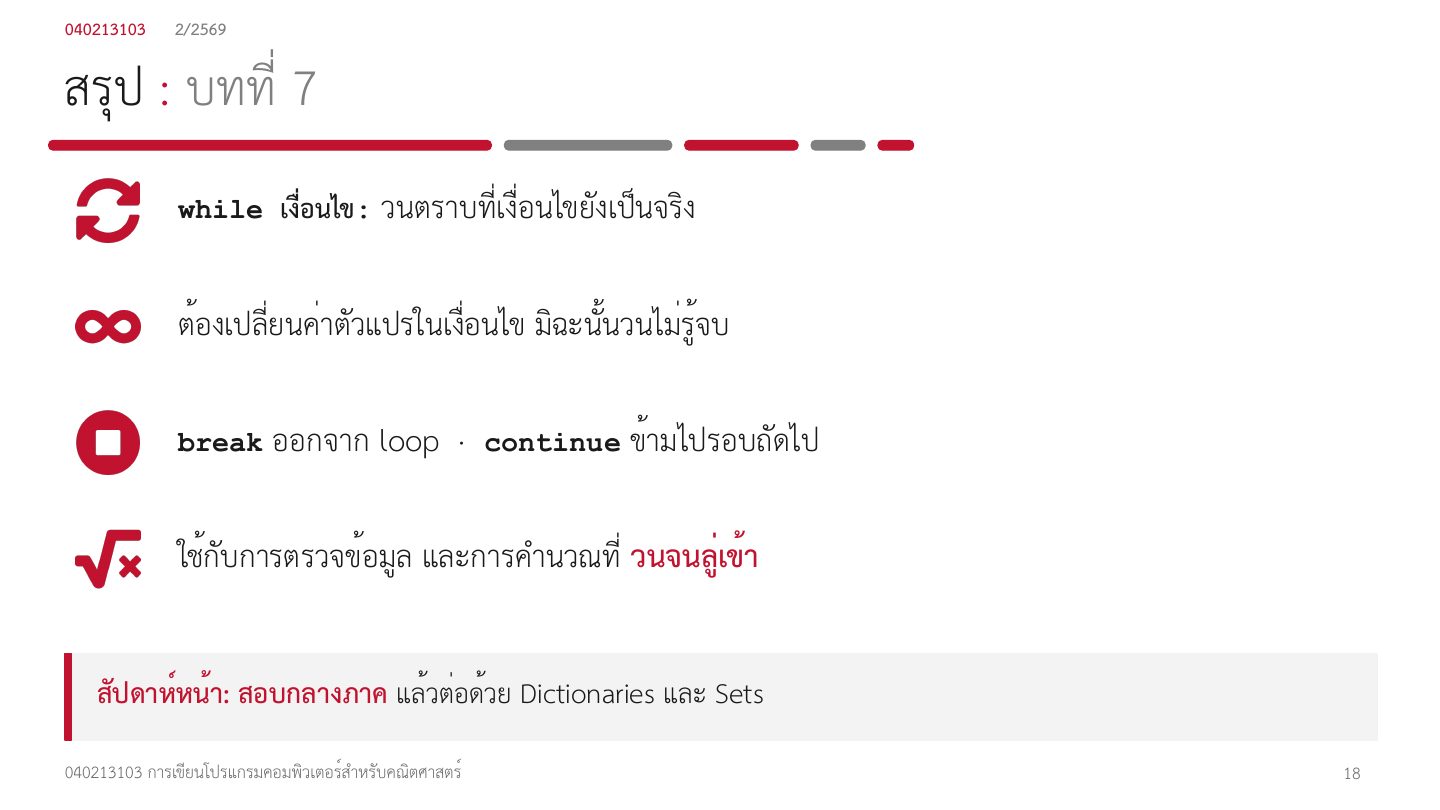 040213103 2/2569
สรุป : บทที่ 7
while เงื่อนไข: วนตราบที่เงื่อนไขยังเป็นจริง
ต้องเปลี่ยนค่าตัวแปรในเงื่อนไข มิฉะนั้นวนไม่รู้จบ
break ออกจาก loop · continue ข้ามไปรอบถัดไป
ใช้กับการตรวจข้อมูล และการคำนวณที่ วนจนลู่เข้า
สัปดาห์หน้า: สอบกลางภาค แล้วต่อด้วย Dictionaries และ Sets
040213103 การเขียนโปรแกรมคอมพิวเตอร์สำหรับคณิตศาสตร์ 18